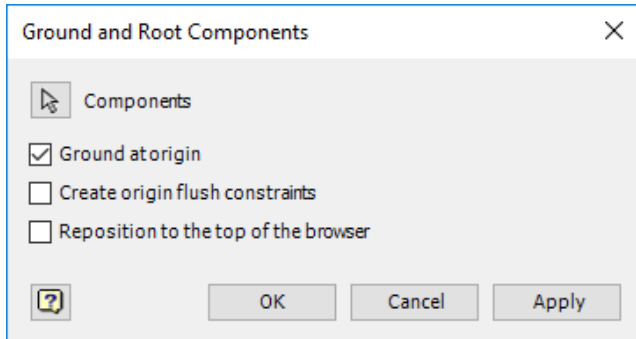 Ground and Root Components
Components
Ground at origin
Create origin flush constraints
Reposition to the top of the browser
?
OK Cancel Apply